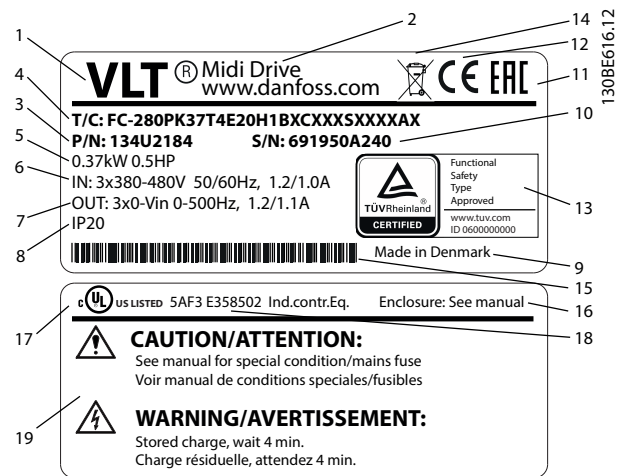 1
2
14
12
130BE616.12
VLT ® Midi Drive
www.danfoss.com
CE EAC
11
4
T/C: FC-280PK37T4E20H1BXCXXXSXXXXAX
3
P/N: 134U2184 S/N: 691950A240
10
5
0.37kW 0.5HP
6
IN: 3x380-480V 50/60Hz, 1.2/1.0A
7
OUT: 3x0-Vin 0-500Hz, 1.2/1.1A
8
IP20
TÜVRheinland ®
CERTIFIED
Functional
Safety
Type
Approved
www.tuv.com
ID 0600000000
13
Made in Denmark
9
15
c UL US LISTED 5AF3 E358502 Ind.contr.Eq. Enclosure: See manual
16
17
18
CAUTION/ATTENTION:
See manual for special condition/mains fuse
Voir manual de conditions speciales/fusibles
19
WARNING/AVERTISSEMENT:
Stored charge, wait 4 min.
Charge résiduelle, attendez 4 min.